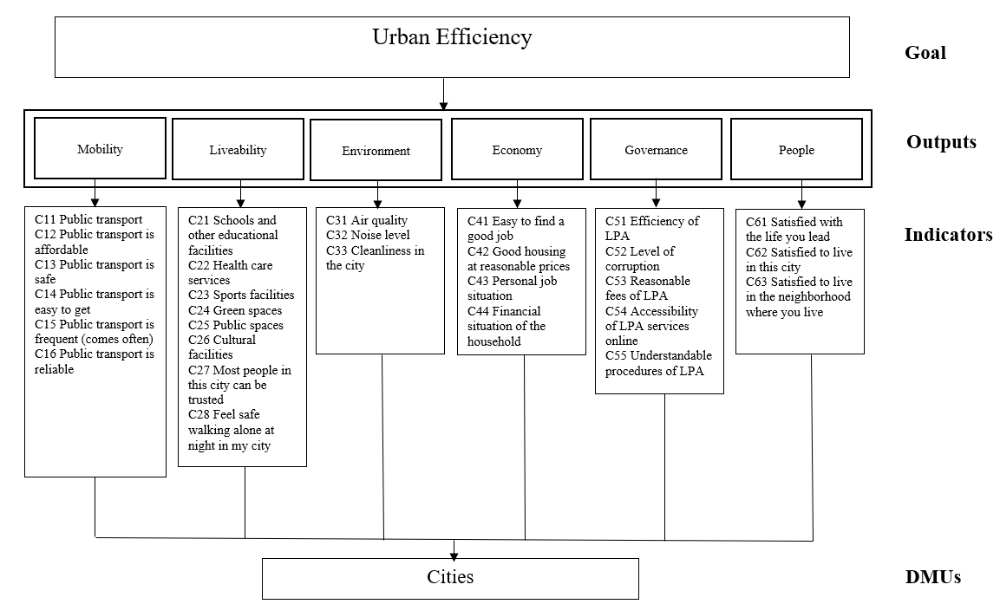 Urban Efficiency
Goal
Mobility
Liveability
Environment
Economy
Governance
People
Outputs
C11 Public transport
C12 Public transport is
affordable
C13 Public transport is
safe
C14 Public transport is
easy to get
C15 Public transport is
frequent (comes often)
C16 Public transport is
reliable
C21 Schools and
other educational
facilities
C22 Health care
services
C23 Sports facilities
C24 Green spaces
C25 Public spaces
C26 Cultural
facilities
C27 Most people in
this city can be
trusted
C28 Feel safe
walking alone at
night in my city
C31 Air quality
C32 Noise level
C33 Cleanliness in
the city
C41 Easy to find a
good job
C42 Good housing
at reasonable prices
C43 Personal job
situation
C44 Financial
situation of the
household
C51 Efficiency of
LPA
C52 Level of
corruption
C53 Reasonable
fees of LPA
C54 Accessibility
of LPA services
online
C55 Understandable
procedures of LPA
C61 Satisfied with
the life you lead
C62 Satisfied to live
in this city
C63 Satisfied to live
in the neighborhood
where you live
Indicators
Cities
DMUs